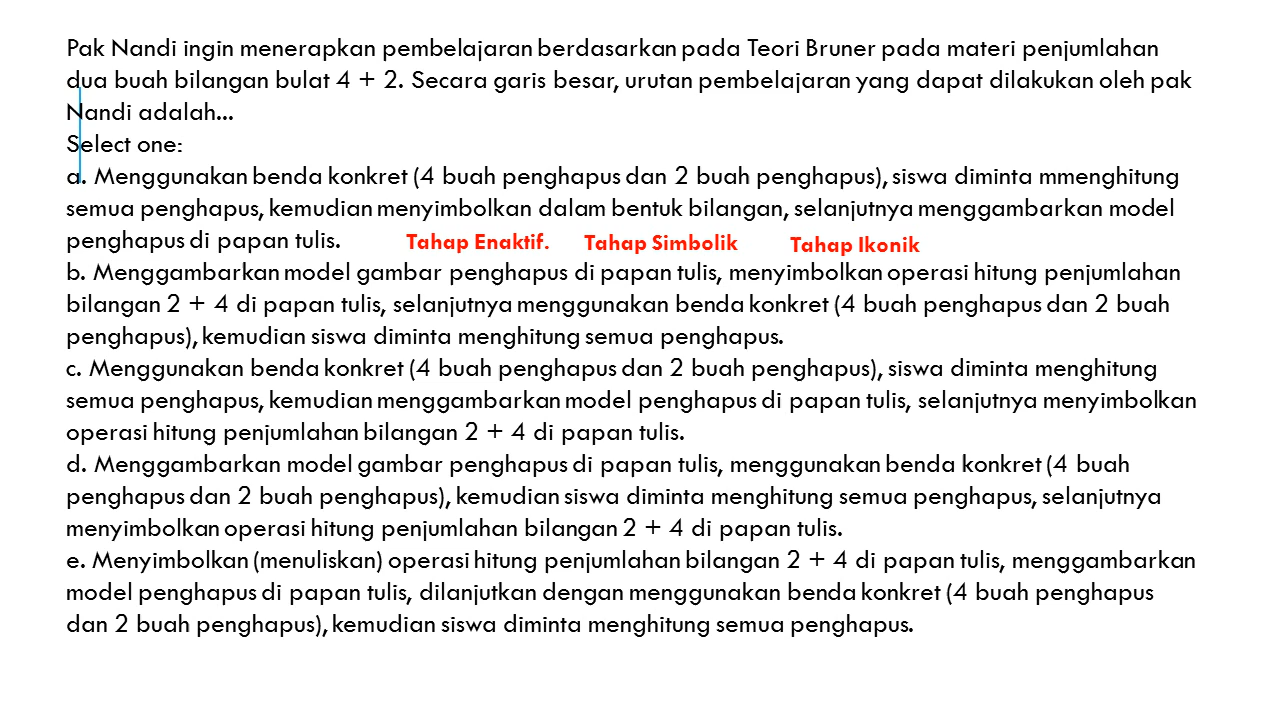 Pak Nandi ingin menerapkan pembelajaran berdasarkan pada Teori Bruner pada materi penjumlahan
dua buah bilangan bulat 4 + 2. Secara garis besar, urutan pembelajaran yang dapat dilakukan oleh pak
Nandi adalah...
Select one:
a. Menggunakan benda konkret (4 buah penghapus dan 2 buah penghapus), siswa diminta mmenghitung
semua penghapus, kemudian menyimbolkan dalam bentuk bilangan, selanjutnya menggambarkan model
penghapus di papan tulis. Tahap Enaktif. Tahap Simbolik Tahap Ikonik
b. Menggambarkan model gambar penghapus di papan tulis, menyimbolkan operasi hitung penjumlahan
bilangan 2 + 4 di papan tulis, selanjutnya menggunakan benda konkret (4 buah penghapus dan 2 buah
penghapus), kemudian siswa diminta menghitung semua penghapus.
c. Menggunakan benda konkret (4 buah penghapus dan 2 buah penghapus), siswa diminta menghitung
semua penghapus, kemudian menggambarkan model penghapus di papan tulis, selanjutnya menyimbolkan
operasi hitung penjumlahan bilangan 2 + 4 di papan tulis.
d. Menggambarkan model gambar penghapus di papan tulis, menggunakan benda konkret (4 buah
penghapus dan 2 buah penghapus), kemudian siswa diminta menghitung semua penghapus, selanjutnya
menyimbolkan operasi hitung penjumlahan bilangan 2 + 4 di papan tulis.
e. Menyimbolkan (menuliskan) operasi hitung penjumlahan bilangan 2 + 4 di papan tulis, menggambarkan
model penghapus di papan tulis, dilanjutkan dengan menggunakan benda konkret (4 buah penghapus
dan 2 buah penghapus), kemudian siswa diminta menghitung semua penghapus.